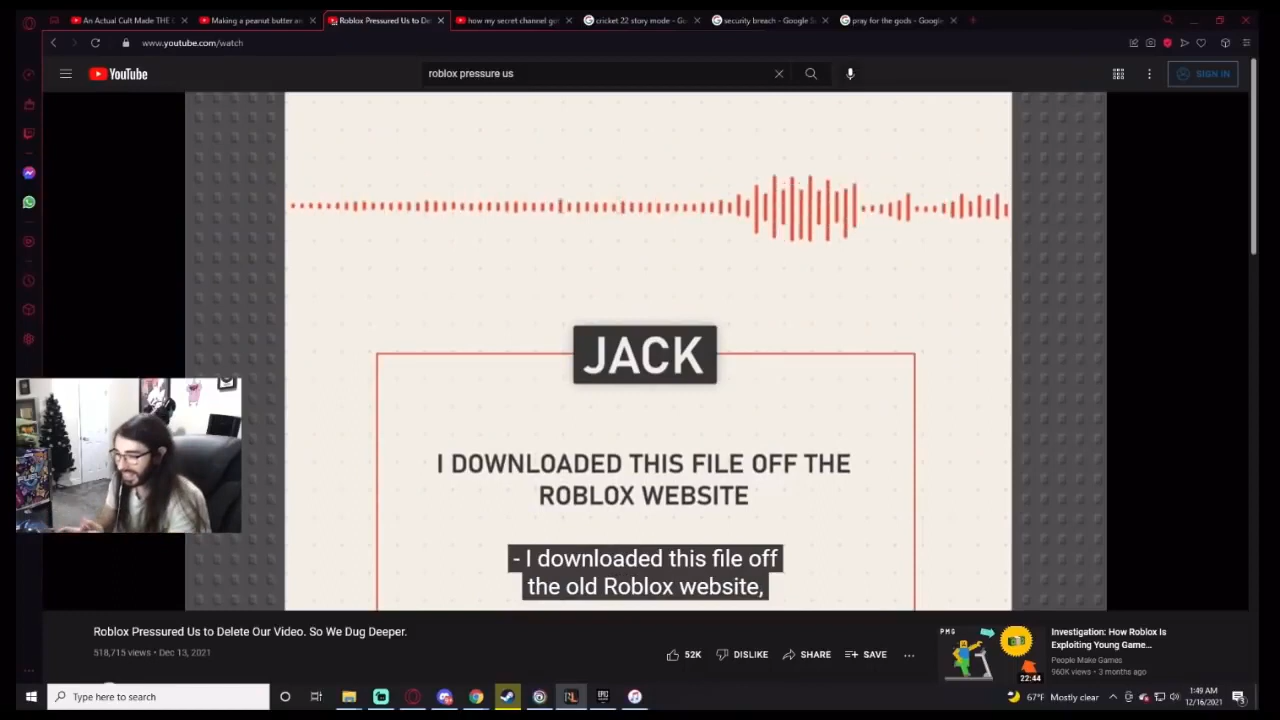 An Actual Cult Made THE
Making a peanut butter an
Roblox Pressured Us to De
how my secret channel got
cricket 22 story mode - Go
security breach - Google S
pray for the gods - Google
www.youtube.com/watch
YouTube
roblox pressure us
SIGN IN
JACK
I DOWNLOADED THIS FILE OFF THE
ROBLOX WEBSITE
- I downloaded this file off
the old Roblox website,
Roblox Pressured Us to Delete Our Video. So We Dug Deeper.
518,715 views • Dec 13, 2021
52K
DISLIKE
SHARE
SAVE
PMG
22:44
Investigation: How Roblox Is
Exploiting Young Game...
People Make Games
960K views • 3 months ago
Type here to search
67°F Mostly clear
1:49 AM
12/16/2021